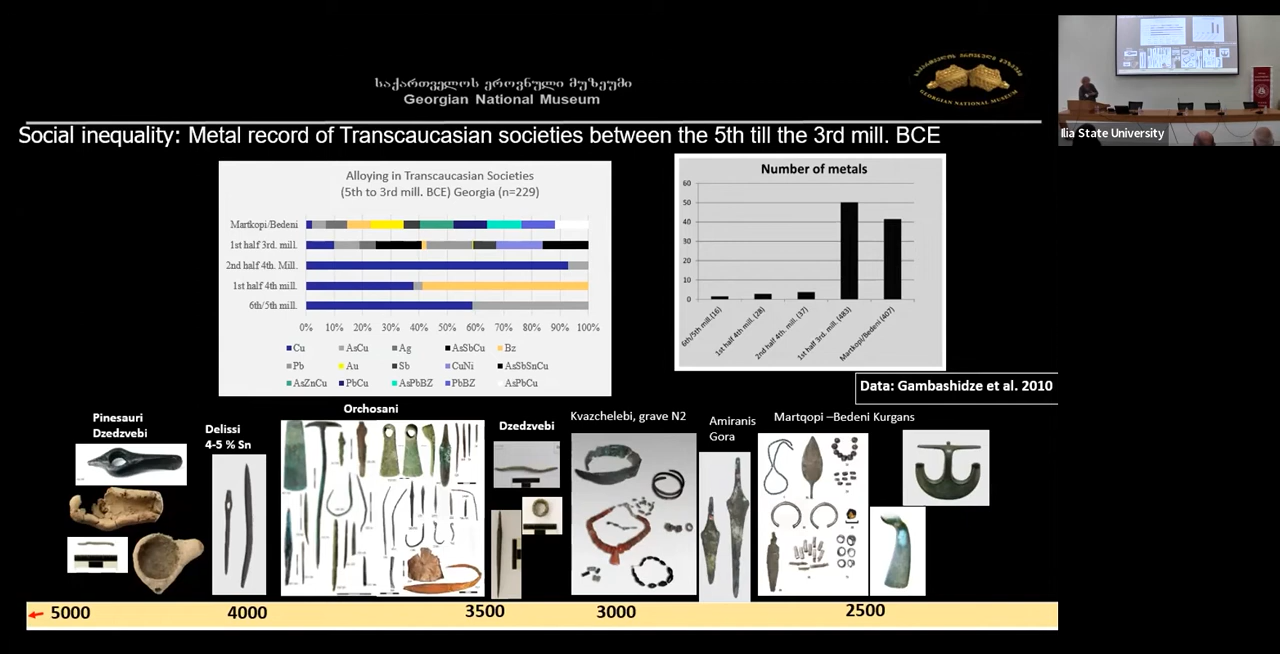 საქართველოს ეროვნული მუზეუმი
Georgian National Museum
GEORGIAN NATIONAL MUSEUM
Ilia State University
Social inequality: Metal record of Transcaucasian societies between the 5th till the 3rd mill. BCE
Alloying in Transcaucasian Societies
(5th to 3rd mill. BCE) Georgia (n=229)
Martkopi/Bedeni
1st half 3rd. mill.
2nd half 4th. Mill.
1st half 4th mill.
6th/5th mill.
0% 10% 20% 30% 40% 50% 60% 70% 80% 90% 100%
Cu AsCu Ag AsSbCu Bz
Pb Au Sb CuNi AsSbSnCu
AsZnCu PbCu AsPbBZ PbBZ AsPbCu
Number of metals
60
50
40
30
20
10
0
6th/5th mill.(16)
1st half 4th mill. (28)
2nd half 4th. mill. (37)
1st half 3rd. mill. (483)
Martkopi/Bedeni (407)
Data: Gambashidze et al. 2010
Pinesauri
Dzedzvebi
Delissi
4-5 % Sn
Orchosani
Dzedzvebi
Kvazchelebi, grave N2
Amiranis
Gora
Martqopi –Bedeni Kurgans
5000 4000 3500 3000 2500